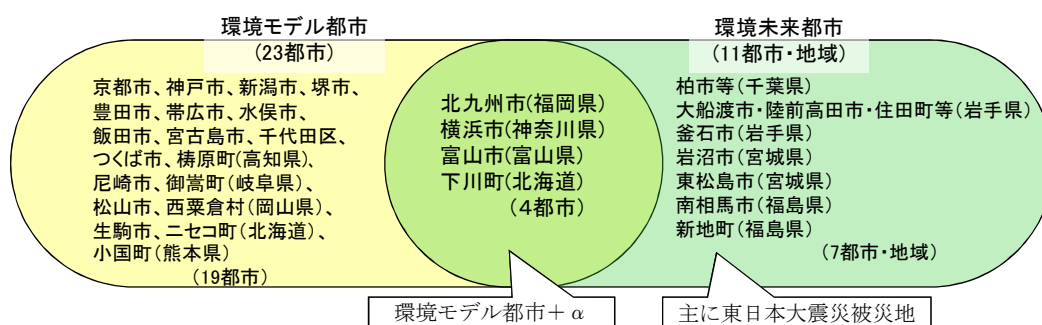 環境モデル都市
(23都市)
京都市、神戸市、新潟市、堺市、
豊田市、帯広市、水俣市、
飯田市、宮古島市、千代田区、
つくば市、梼原町(高知県)、
尼崎市、御嵩町(岐阜県)、
松山市、西粟倉村(岡山県)、
生駒市、ニセコ町(北海道)、
小国町(熊本県)
(19都市)
北九州市(福岡県)
横浜市(神奈川県)
富山市(富山県)
下川町(北海道)
(4都市)
環境未来都市
(11都市・地域)
柏市等(千葉県)
大船渡市・陸前高田市・住田町等(岩手県)
釜石市(岩手県)
岩沼市(宮城県)
東松島市(宮城県)
南相馬市(福島県)
新地町(福島県)
(7都市・地域)
環境モデル都市+α
主に東日本大震災被災地